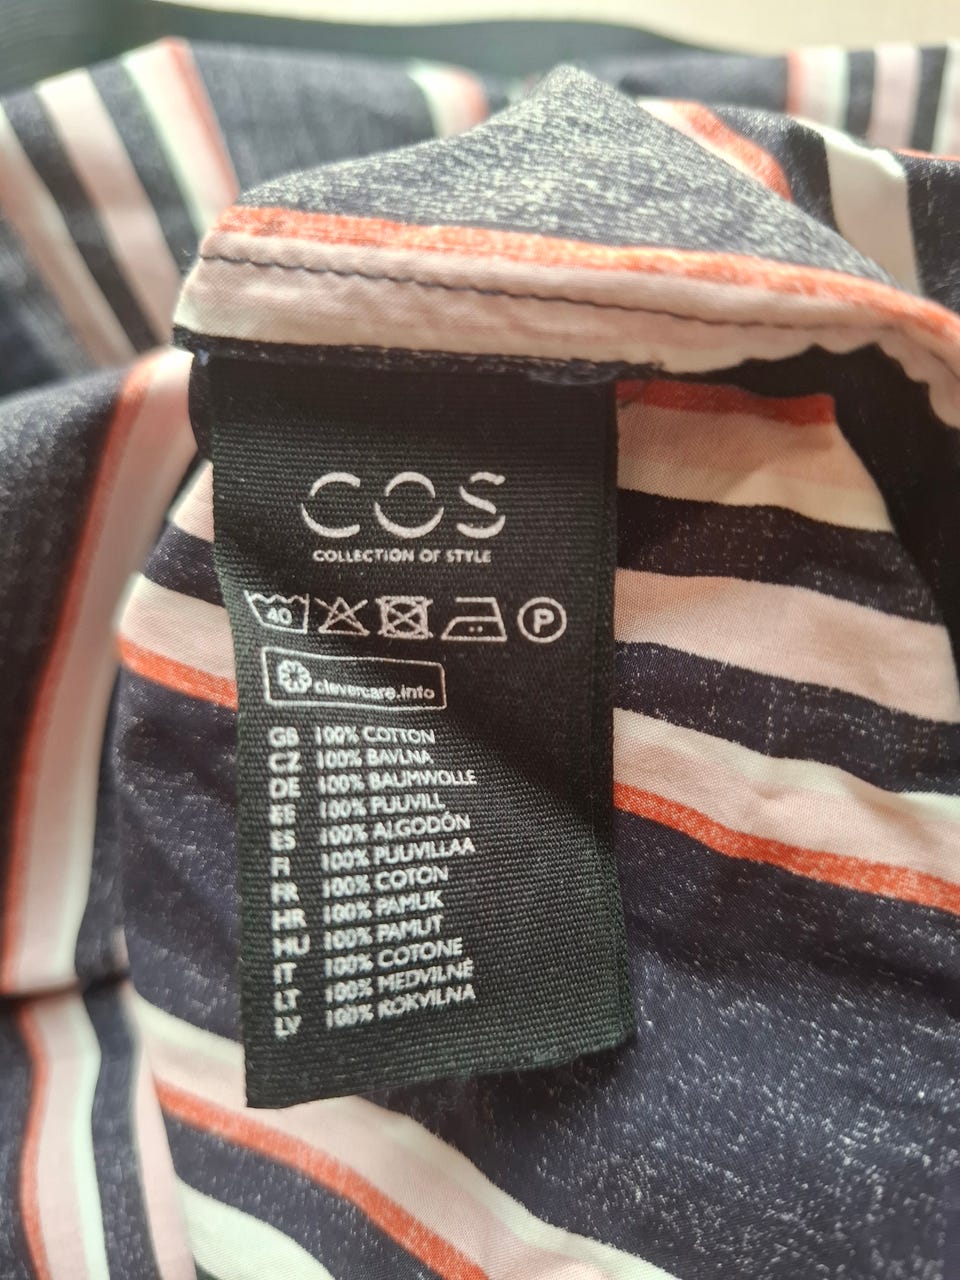 COS
COLLECTION OF STYLE
40 P
clevercare.info
GB 100% COTTON
CZ 100% BAVLNA
DE 100% BAUMWOLLE
EE 100% PUUVILL
ES 100% ALGODÓN
FI 100% PUUVILLAA
FR 100% COTON
HR 100% PAMUK
HU 100% PAMUT
IT 100% COTONE
LT 100% MEDVILNĖ
LV 100% KOKVILNA